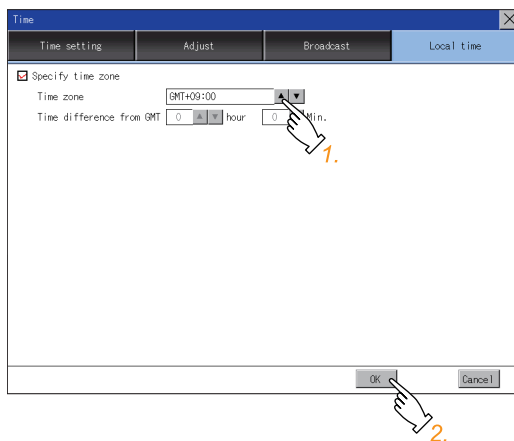 Time
Time setting Adjust Broadcast Local time
Specify time zone
Time zone GMT+09:00 ▲ ▼
Time difference from GMT 0 ▲ ▼ hour 0 Min.
1.
OK Cancel
2.